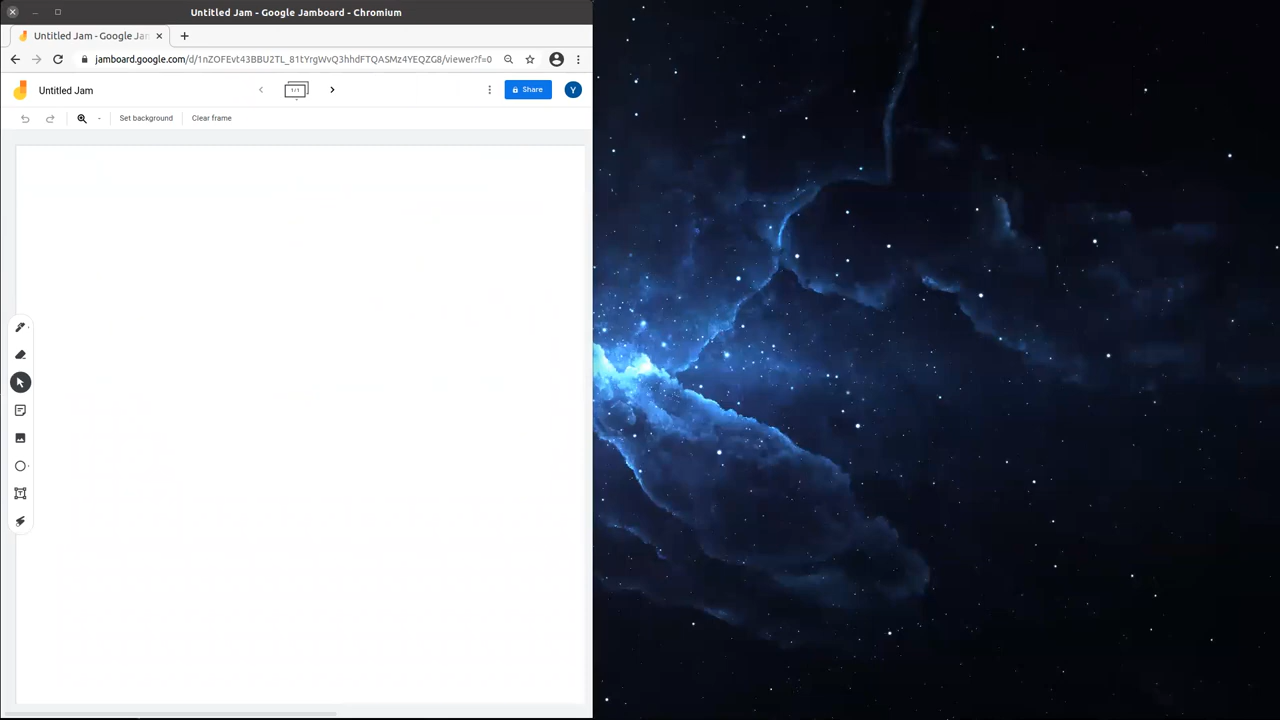 Untitled Jam - Google Jamboard - Chromium
Untitled Jam - Google Jam
jamboard.google.com/d/1nZOFEvt43BBU2TL_81tYrgWvQ3hhdFTQASMz4YEQZG8/viewer?f=0
Untitled Jam
1/1
Share
Y
Set background
Clear frame